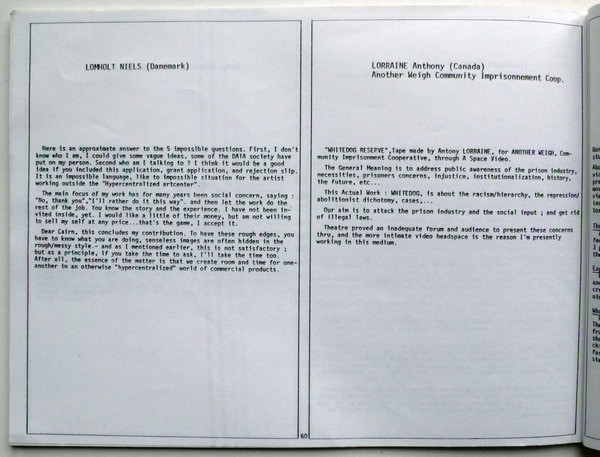 LOMHOLT NIELS (Danemark)
Here is an approximate answer to the 5 impossible questions. First, I don't
know who I am, I could give some vague ideas, some of the DATA society have
put on my person. Second who am I talking to ? I think it would be a good
idea if you included this application, grant application, and rejection slip.
It is an impossible language, like to impossible situation for the artist
working outside the "Hypercentralized artcenter".
The main focus of my work has for many years been social concern, saying :
"No, thank you","I'll rather do it this way". and then let the work do the
rest of the job. You know the story and the experience. I have not been in-
vited inside, yet. I would like a little of their money, but am not willing
to sell my self at any price...that's the game, I accept it.
Dear Cairn, this concludes my contribution. To have these rough edges, you
have to know what you are doing, senseless images are often hidden in the
rough/messy style.- and as I mentioned earlier, this is not satisfactory ;
but as a principle, if you take the time to ask, I'll take the time too.
After all, the essence of the matter is that we create room and time for one-
another in an otherwise "hypercentralized" world of commercial products.
LORRAINE Anthony (Canada)
Another Weigh Community Imprisonnement Coop.
"WHITEDOG RESERVE",Tape made by Antony LORRAINE, for ANOTHER WEIGH, Com-
munity Imprisonment Cooperative, through A Space Video.
The General Meaning is to address public awareness of the prison industry,
necessities, prisoners concerns, injustice, institutionalization, history,
the future, etc...
This Actual Work : WHITEDOG, is about the racism/hierarchy, the repression/
abolitionist dichotomy, cases,...
Our aim is to attack the prison industry and the social input ; and get rid
of illegal laws.
Theatre proved an inadequate forum and audience to present these concerns
thru, and the more intimate video headspace is the reason I'm presently
working in this medium.
60